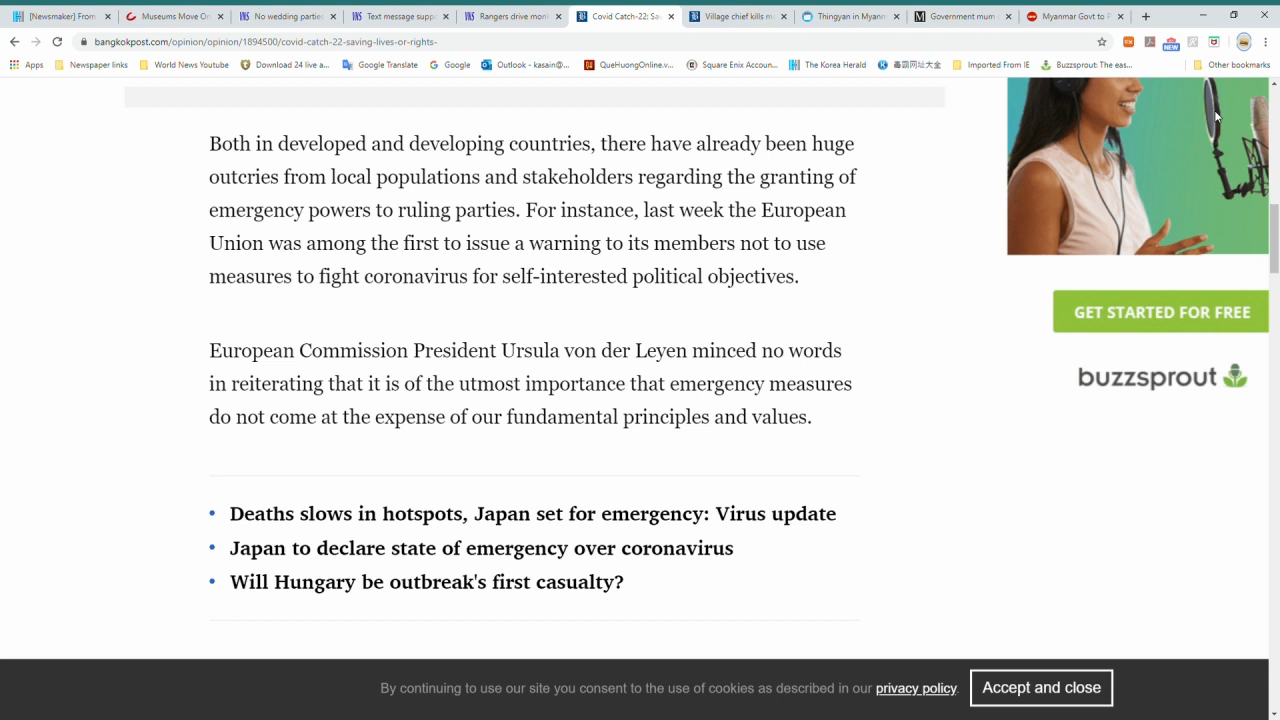 [Newsmaker] From
Museums Move On
No wedding parties
Text message supp
Rangers drive monk
Covid Catch-22: Sa
Village chief kills m
Thingyan in Myann
Government mum
Myanmar Govt to P
bangkokpost.com/opinion/opinion/1894500/covid-catch-22-saving-lives-or-rights-
NEW
Apps
Newspaper links
World News Youtube
Download 24 live a...
Google Translate
Google
Outlook - kasain@...
QueHuongOnline.v...
Square Enix Accoun...
The Korea Herald
毒霸网址大全
Imported From IE
Buzzsprout: The eas...
Other bookmarks
Both in developed and developing countries, there have already been huge
outcries from local populations and stakeholders regarding the granting of
emergency powers to ruling parties. For instance, last week the European
Union was among the first to issue a warning to its members not to use
measures to fight coronavirus for self-interested political objectives.
European Commission President Ursula von der Leyen minced no words
in reiterating that it is of the utmost importance that emergency measures
do not come at the expense of our fundamental principles and values.
• Deaths slows in hotspots, Japan set for emergency: Virus update
• Japan to declare state of emergency over coronavirus
• Will Hungary be outbreak's first casualty?
GET STARTED FOR FREE
buzzsprout
By continuing to use our site you consent to the use of cookies as described in our privacy policy.
Accept and close